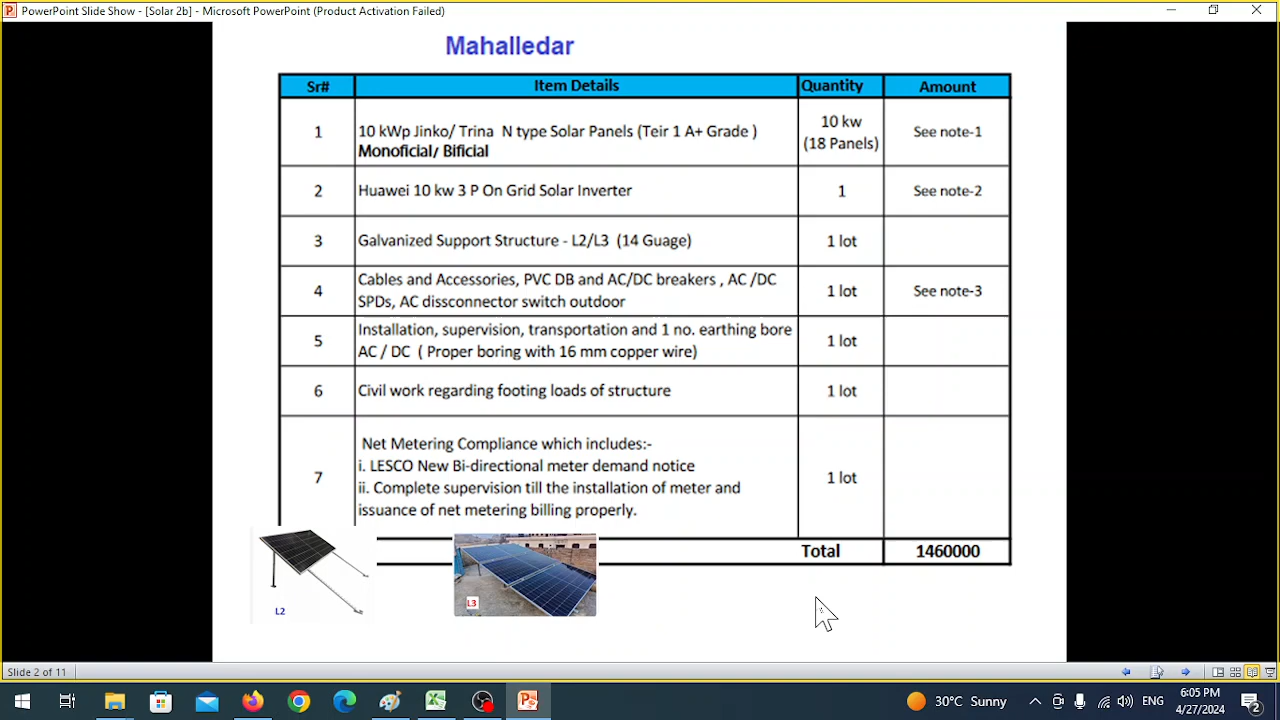 PowerPoint Slide Show - [Solar 2b] - Microsoft PowerPoint (Product Activation Failed)
Mahalledar
Sr# Item Details Quantity Amount
1 10 kWp Jinko/ Trina N type Solar Panels (Teir 1 A+ Grade ) 10 kw See note-1
Monoficial/ Bificial (18 Panels)
2 Huawei 10 kw 3 P On Grid Solar Inverter 1 See note-2
3 Galvanized Support Structure - L2/L3 (14 Guage) 1 lot
4 Cables and Accessories, PVC DB and AC/DC breakers , AC /DC 1 lot See note-3
SPDs, AC dissconnector switch outdoor
5 Installation, supervision, transportation and 1 no. earthing bore 1 lot
AC / DC ( Proper boring with 16 mm copper wire)
6 Civil work regarding footing loads of structure 1 lot
7 Net Metering Compliance which includes:- 1 lot
i. LESCO New Bi-directional meter demand notice
ii. Complete supervision till the installation of meter and
issuance of net metering billing properly.
Total 1460000
L2
L3
Slide 2 of 11
30°C Sunny
ENG
6:05 PM
4/27/2024
2